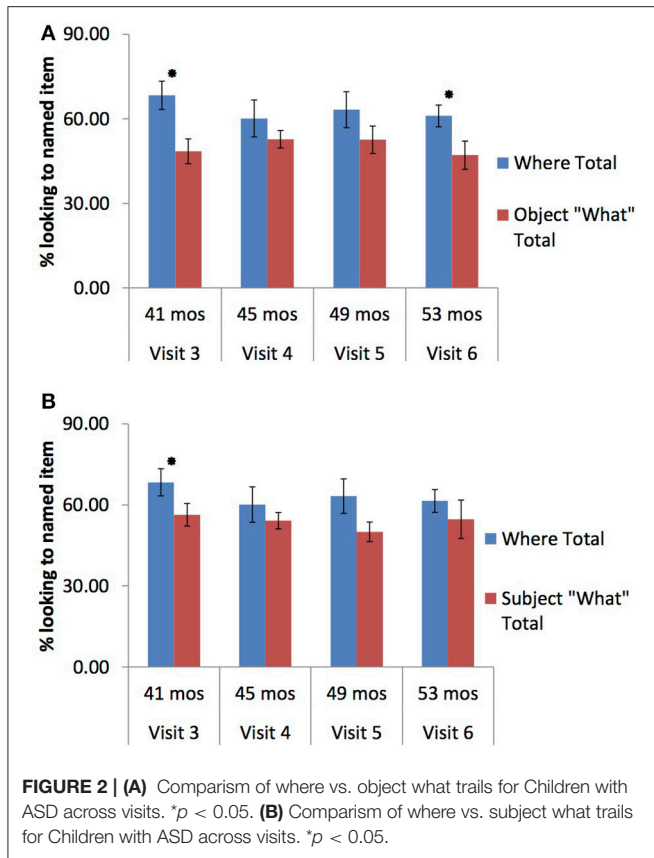 A
90.00
60.00
30.00
0.00
% looking to named item
*
*
Where Total
Object "What"
Total
41 mos 45 mos 49 mos 53 mos
Visit 3 Visit 4 Visit 5 Visit 6
B
90.00
60.00
30.00
0.00
% looking to named item
*
Where Total
Subject "What"
Total
41 mos 45 mos 49 mos 53 mos
Visit 3 Visit 4 Visit 5 Visit 6
FIGURE 2 | (A) Comparism of where vs. object what trails for Children with
ASD across visits. *p < 0.05. (B) Comparism of where vs. subject what trails
for Children with ASD across visits. *p < 0.05.